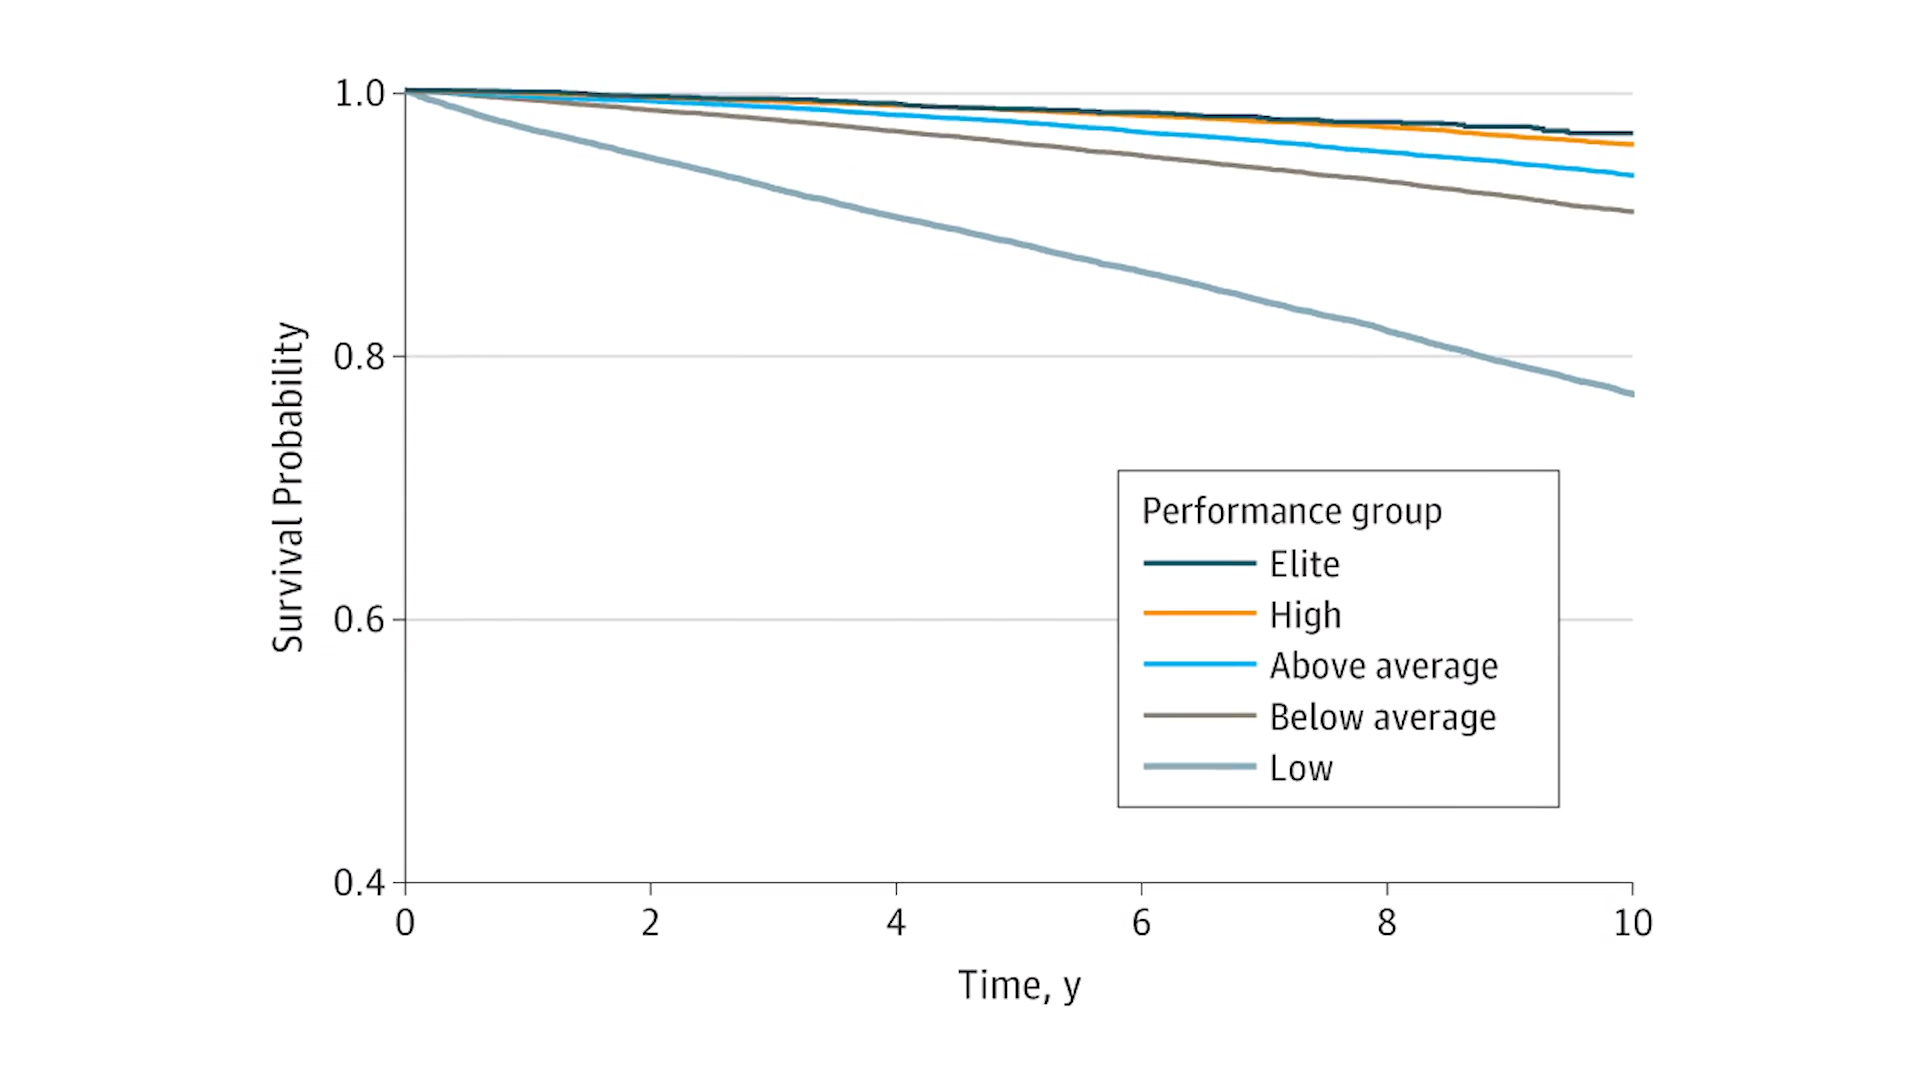 1.0
0.8
0.6
0.4
Survival Probability
Performance group
Elite
High
Above average
Below average
Low
0 2 4 6 8 10
Time, y